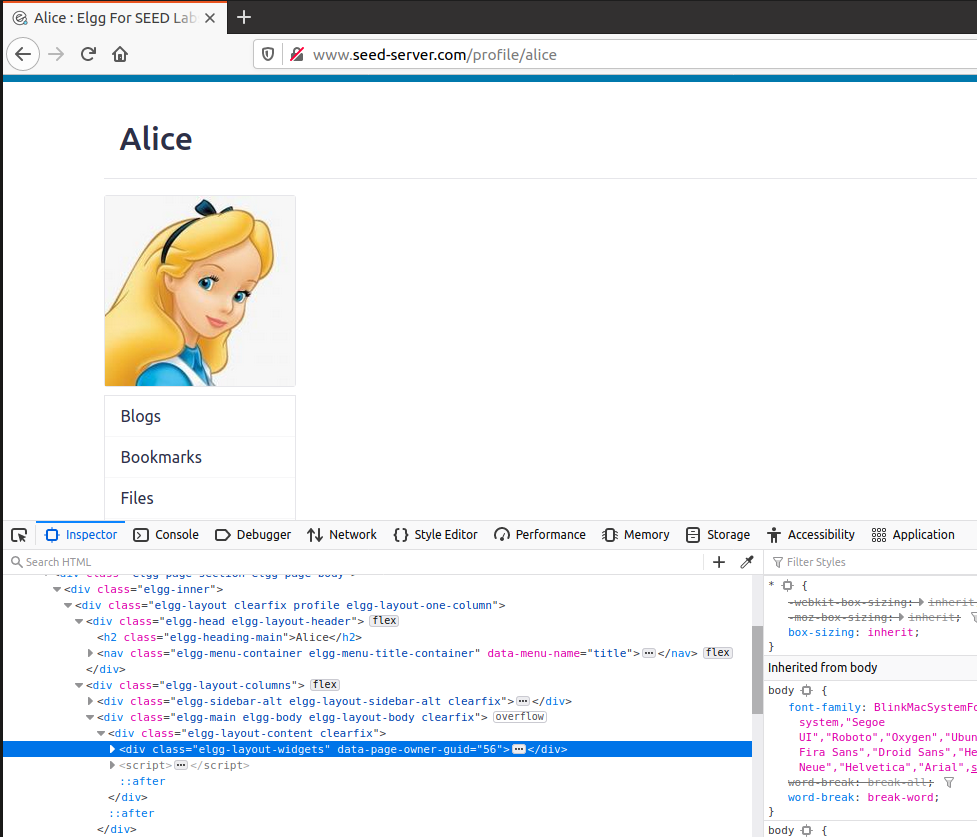 Alice : Elgg For SEED Lab
www.seed-server.com/profile/alice
Alice
Blogs
Bookmarks
Files
Inspector Console Debugger Network Style Editor Performance Memory Storage Accessibility Application
Search HTML
Filter Styles
<div class="elgg-page-section elgg-page-body">
<div class="elgg-inner">
<div class="elgg-layout clearfix profile elgg-layout-one-column">
<div class="elgg-head elgg-layout-header"> flex
<h2 class="elgg-heading-main">Alice</h2>
<nav class="elgg-menu-container elgg-menu-title-container" data-menu-name="title">⋯</nav> flex
</div>
<div class="elgg-layout-columns"> flex
<div class="elgg-sidebar-alt elgg-layout-sidebar-alt clearfix">⋯</div>
<div class="elgg-main elgg-body elgg-layout-body clearfix"> overflow
<div class="elgg-layout-content clearfix">
<div class="elgg-layout-widgets" data-page-owner-guid="56">⋯</div>
<script>⋯</script>
::after
</div>
::after
</div>
* {
-webkit-box-sizing: inherit
-moz-box-sizing: inherit;
box-sizing: inherit;
}
Inherited from body
body {
font-family: BlinkMacSystemFo
system,"Segoe
UI","Roboto","Oxygen","Ubun
Fira Sans","Droid Sans","He
Neue","Helvetica","Arial",s
word-break: break-all;
word-break: break-word;
}
body {